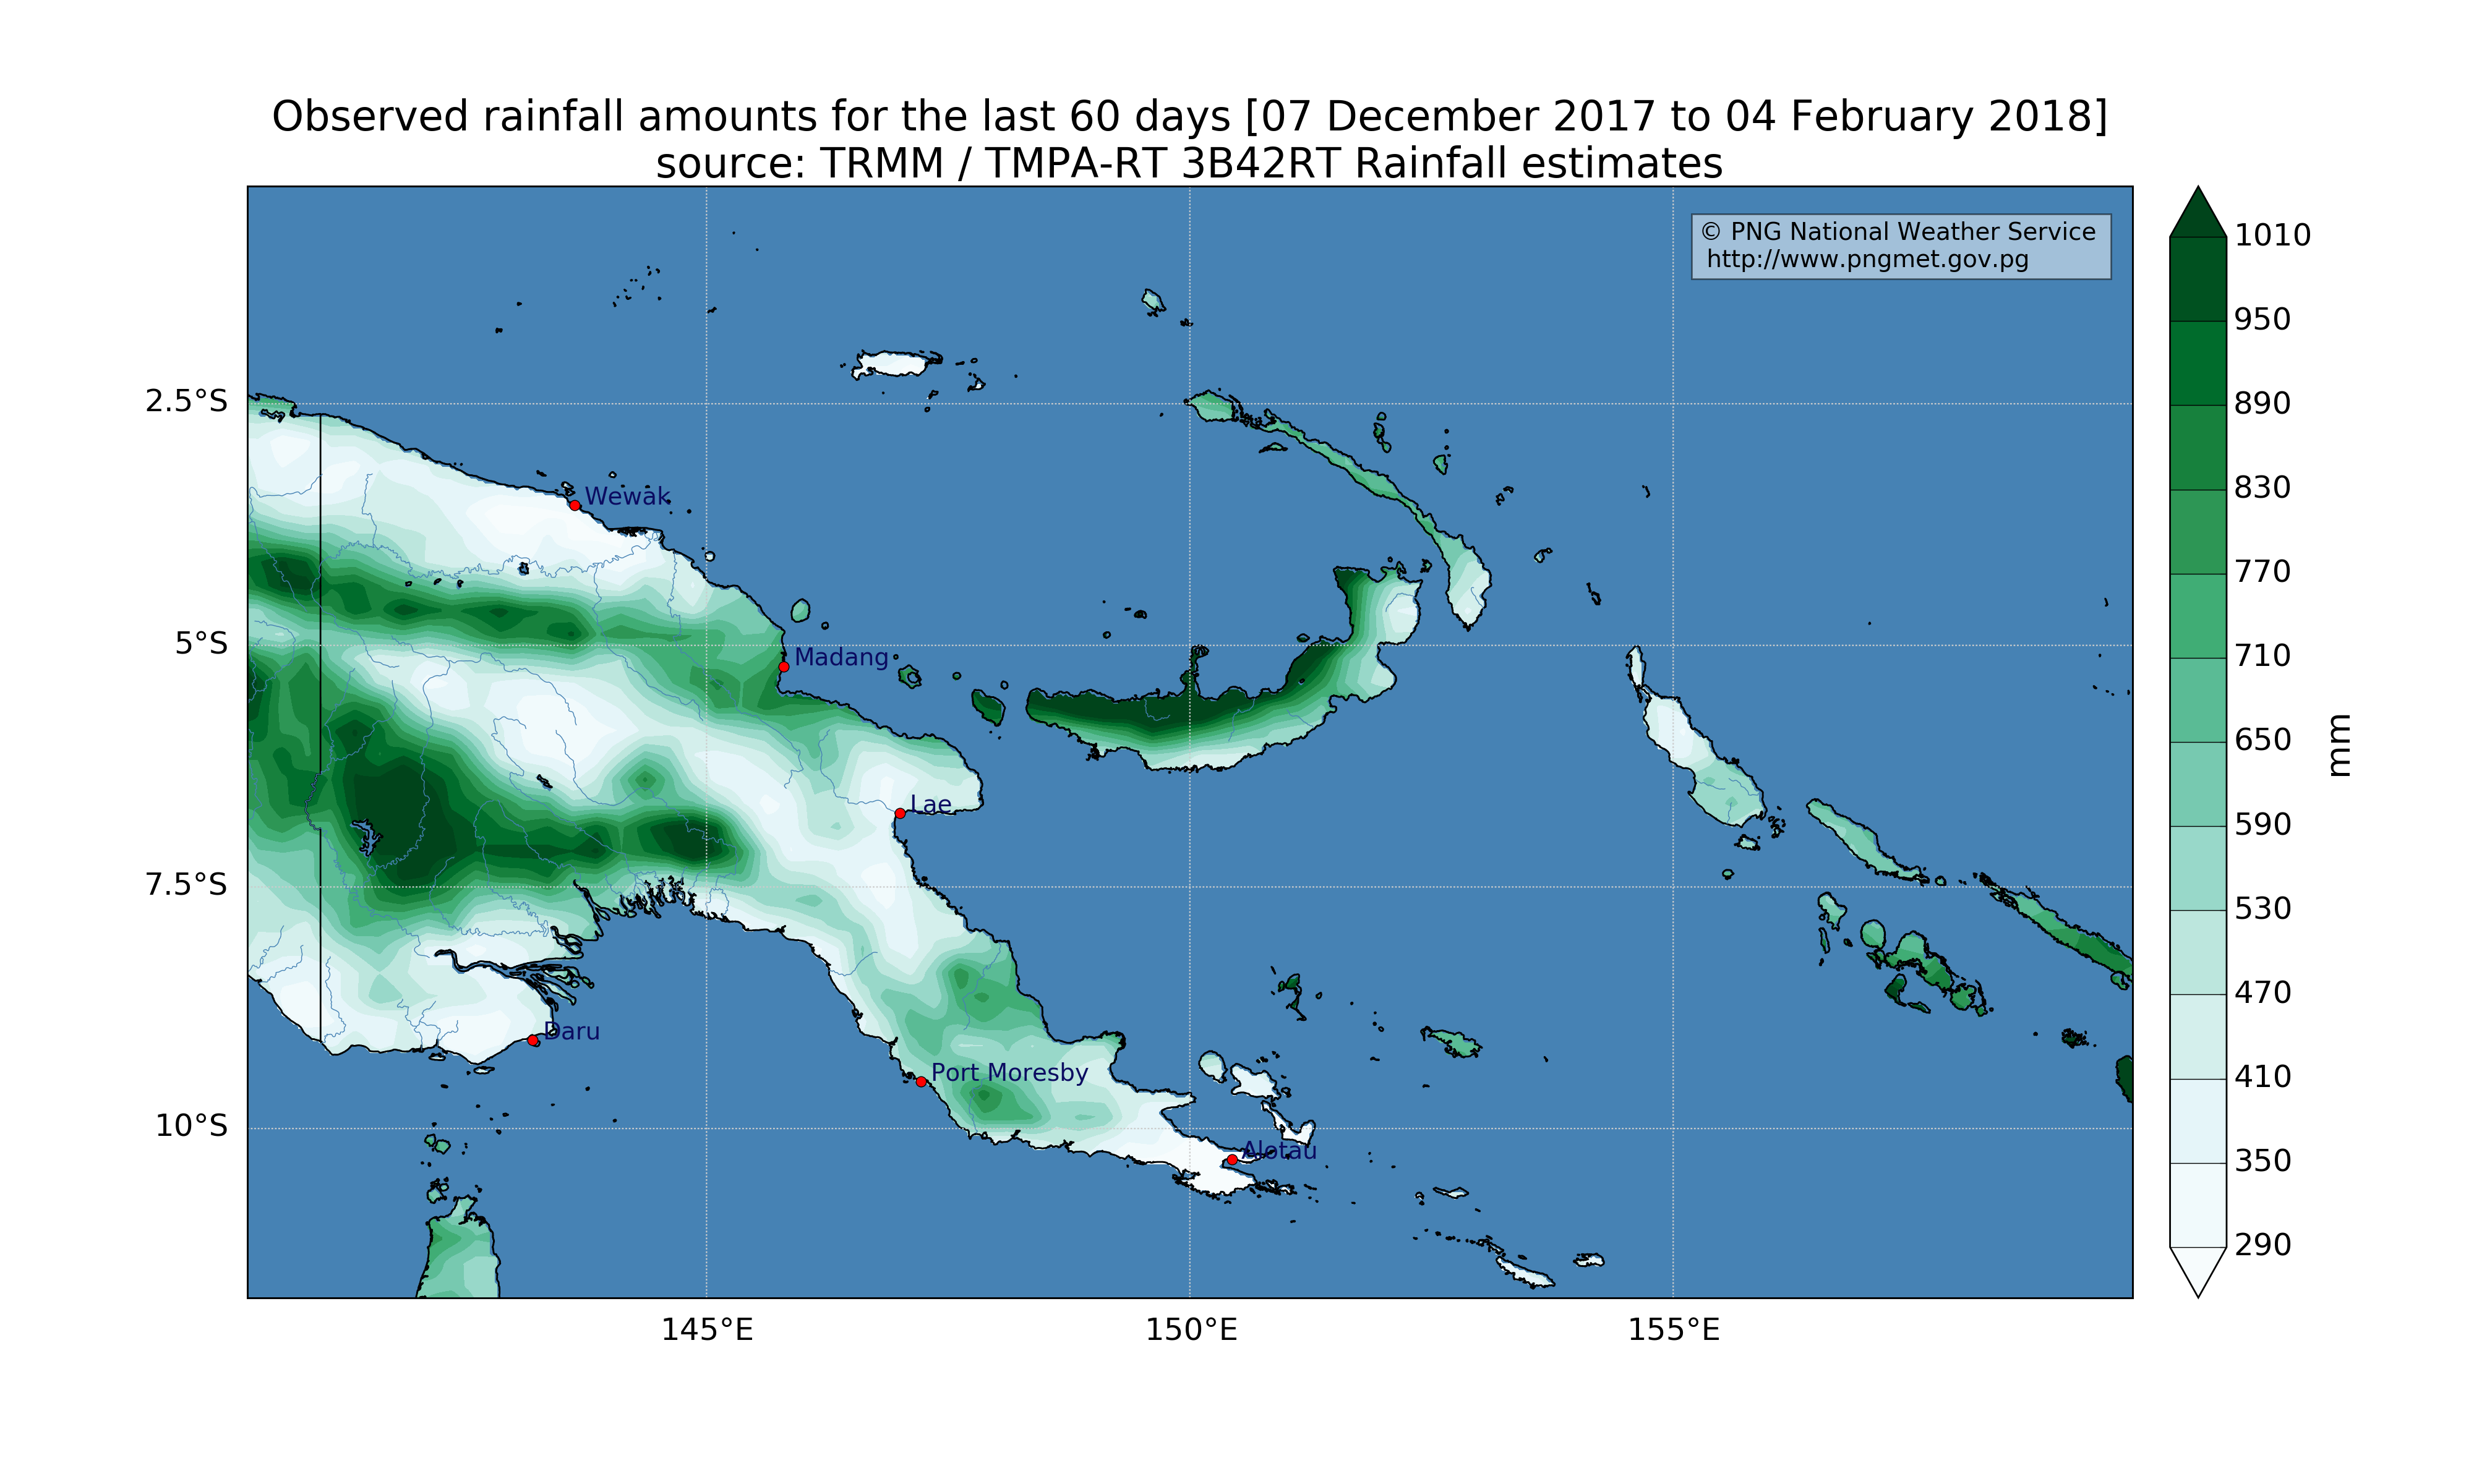 Observed rainfall amounts for the last 60 days [07 December 2017 to 04 February 2018]
source: TRMM / TMPA-RT 3B42RT Rainfall estimates
© PNG National Weather Service
http://www.pngmet.gov.pg
1010
950
890
830
770
710
650
590
530
470
410
350
290
mm
2.5°S
5°S
7.5°S
10°S
Wewak
Madang
Lae
Daru
Port Moresby
Alotau
145°E
150°E
155°E